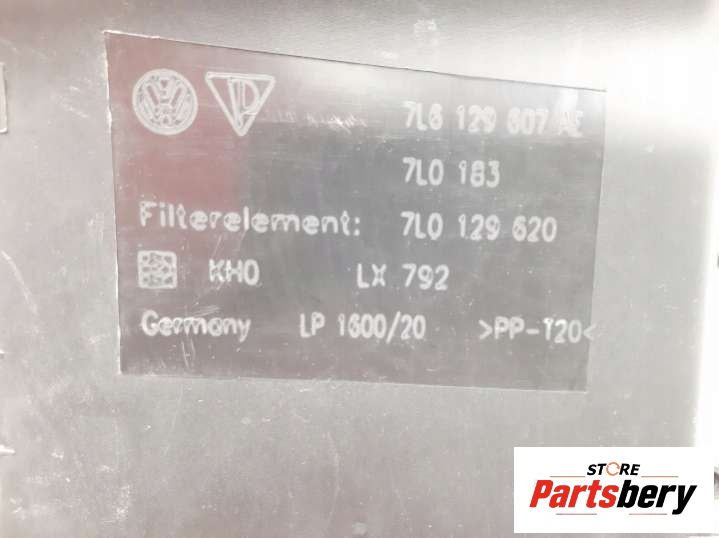 7L6 129 607 AE
7L0 183
Filterelement: 7L0 129 620
KHO LX 792
Germany LP 1600/20 >PP-T20<
STORE
Partsbery